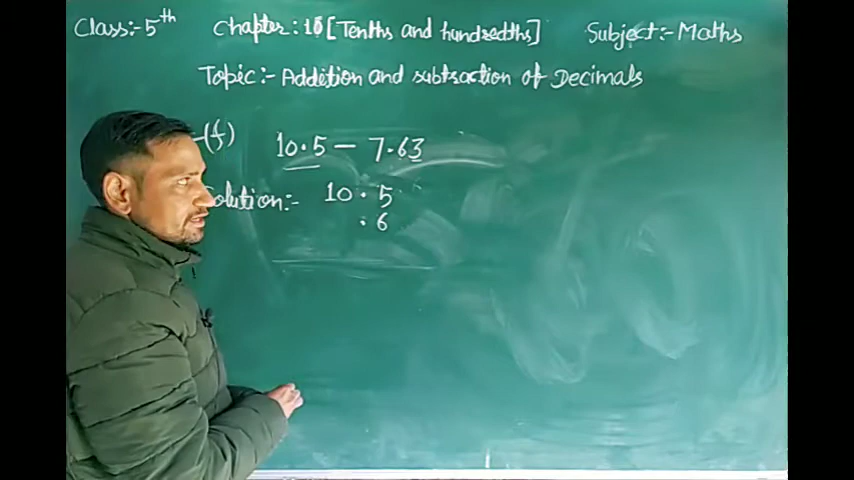 Class:- 5th Chapter: 10 [Tenths and hundredths] Subject:- Maths
Topic:- Addition and subtraction of Decimals
(f) 10.5 - 7.63
Solution:- 10.5
.6